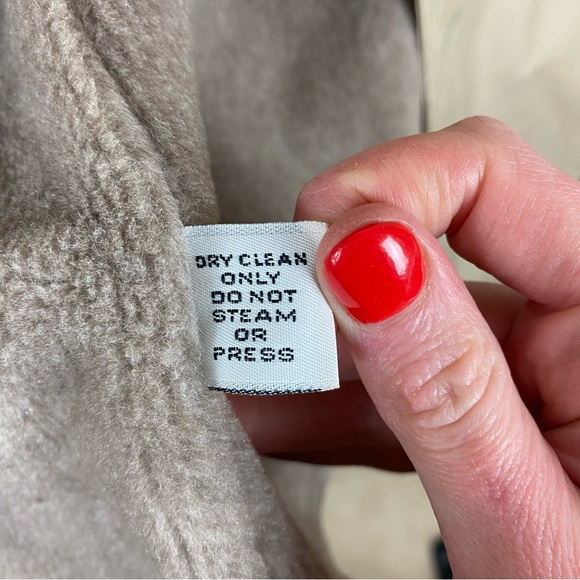 DRY CLEAN
ONLY
DO NOT
STEAM
OR
PRESS